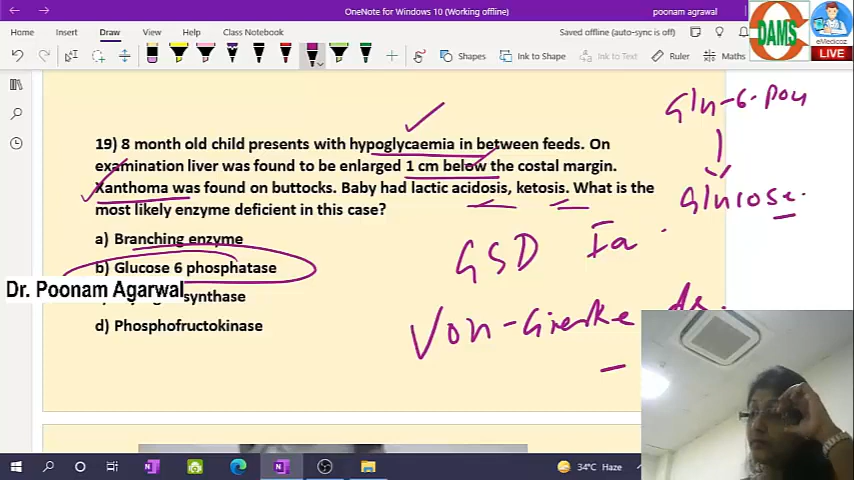 OneNote for Windows 10 (Working offline)
poonam agrawal
Home Insert Draw View Help Class Notebook
Saved offline (auto-sync is off)
DAMS
eMedicoz
LIVE
Shapes Ink to Shape Ink to Text Ruler Maths
Gln-6-Pou
Glucose.
19) 8 month old child presents with hypoglycaemia in between feeds. On
examination liver was found to be enlarged 1 cm below the costal margin.
Xanthoma was found on buttocks. Baby had lactic acidosis, ketosis. What is the
most likely enzyme deficient in this case?
a) Branching enzyme
b) Glucose 6 phosphatase
synthase
d) Phosphofructokinase
GSD Ia.
Von-Gierke ds.
Dr. Poonam Agarwal
34°C Haze